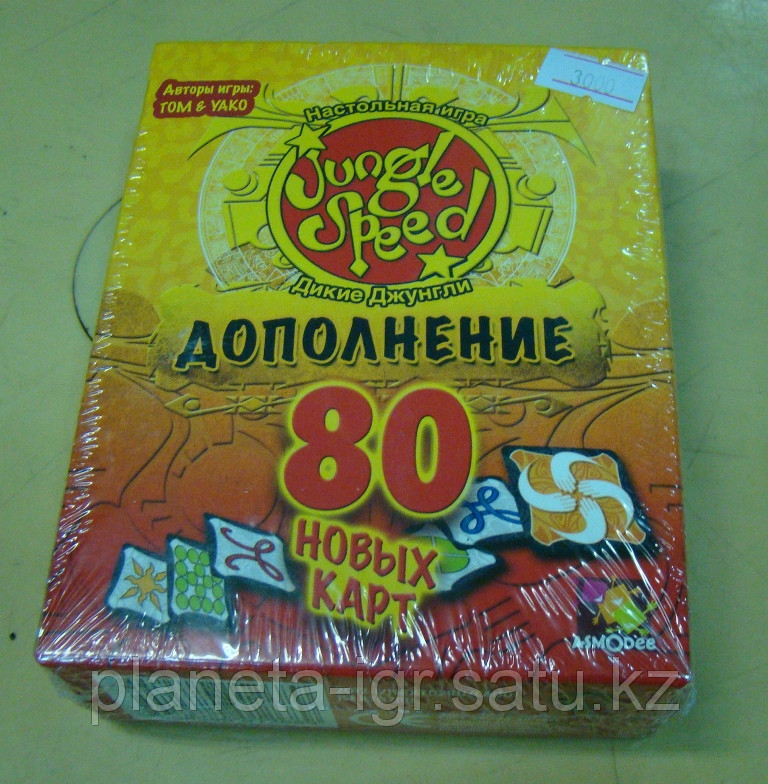 Авторы игры:
TOM & YAKO
3000
Настольная игра
Jungle
Speed
Дикие Джунгли
ДОПОЛНЕНИЕ
80
НОВЫХ
КАРТ
ASMODee
planeta-igr.satu.kz